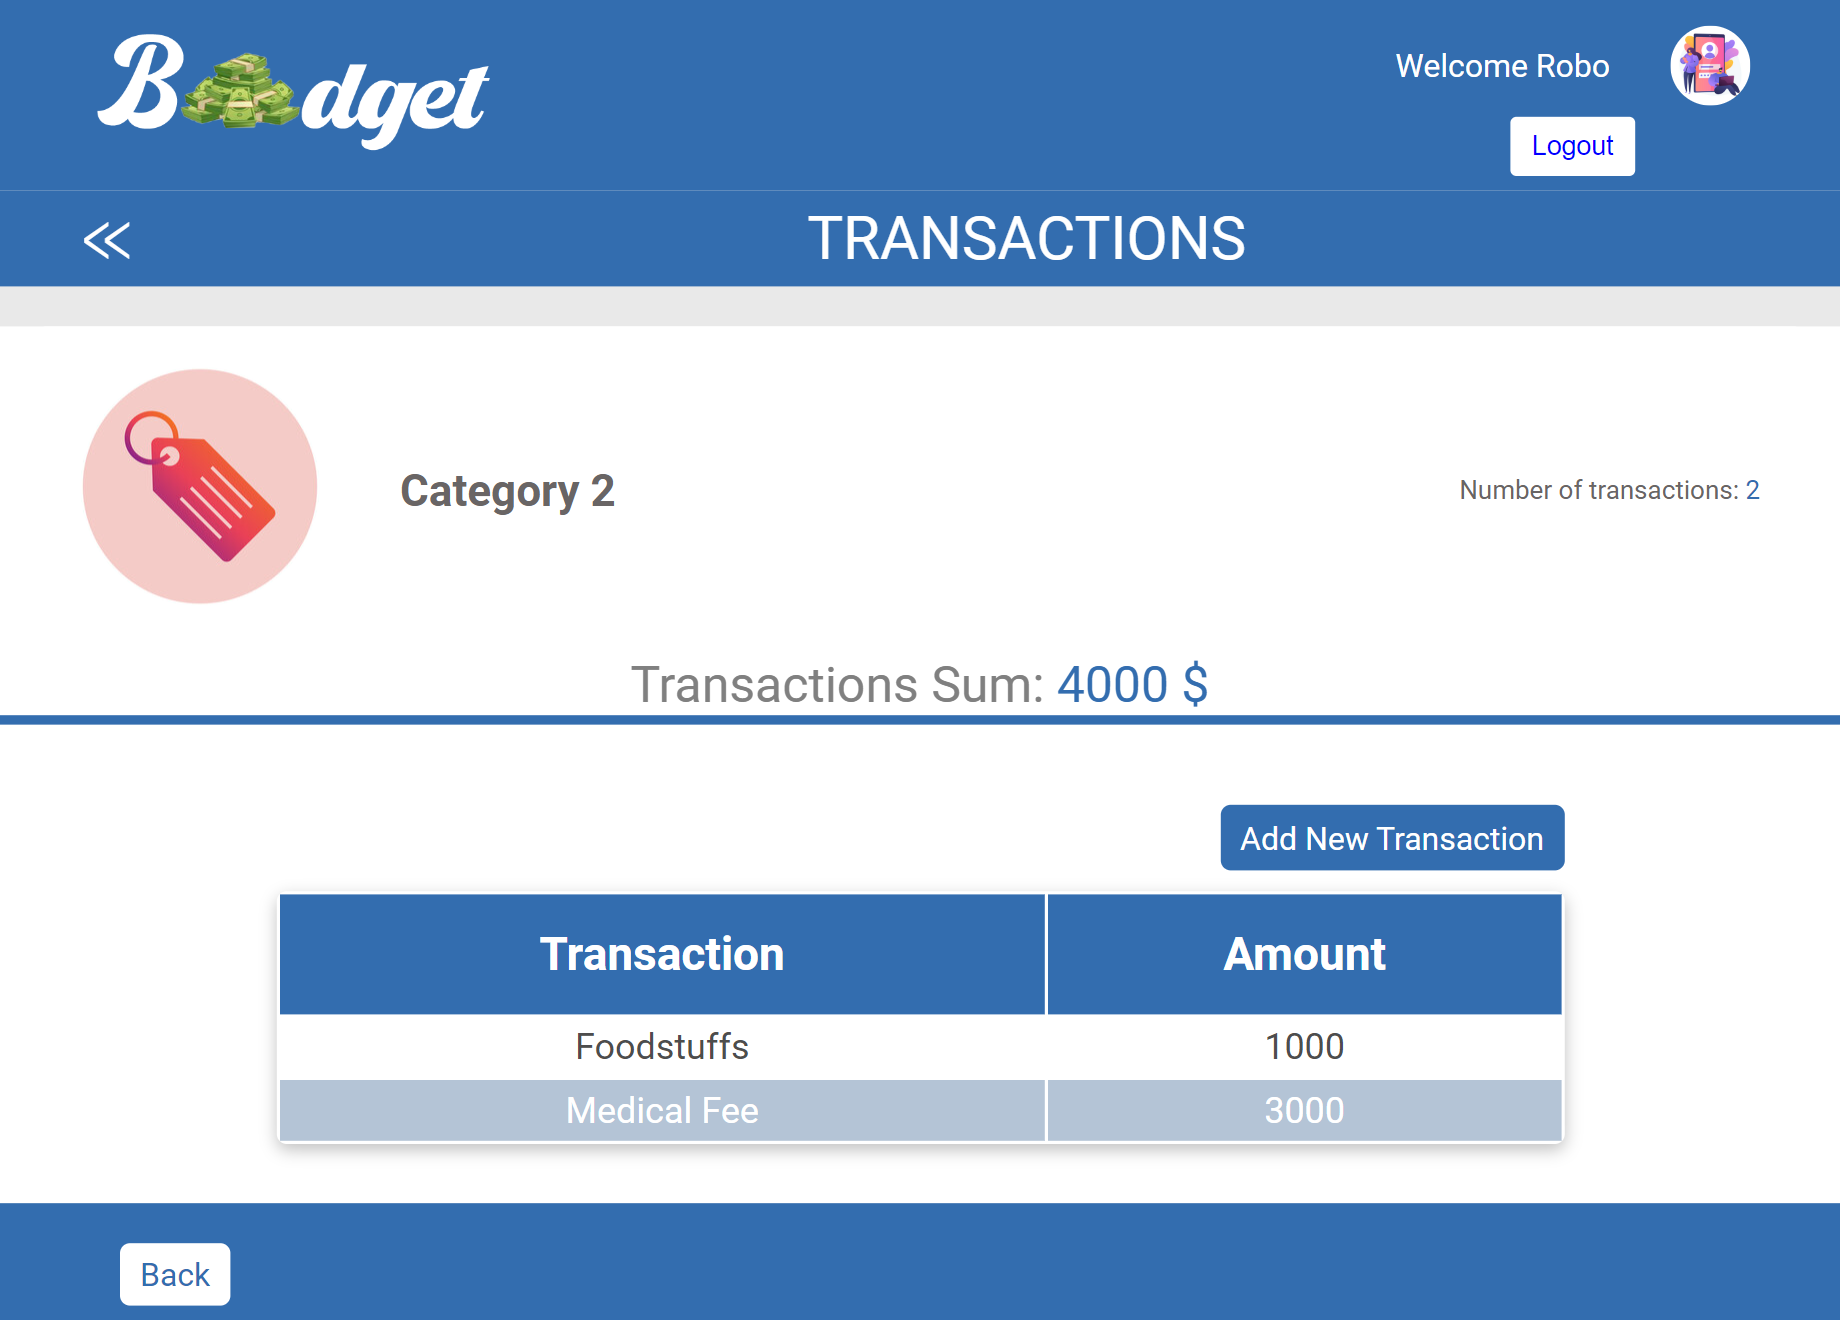 Budget
Welcome Robo
Logout
TRANSACTIONS
Category 2
Number of transactions: 2
Transactions Sum: 4000 $
Add New Transaction
Transaction Amount
Foodstuffs 1000
Medical Fee 3000
Back